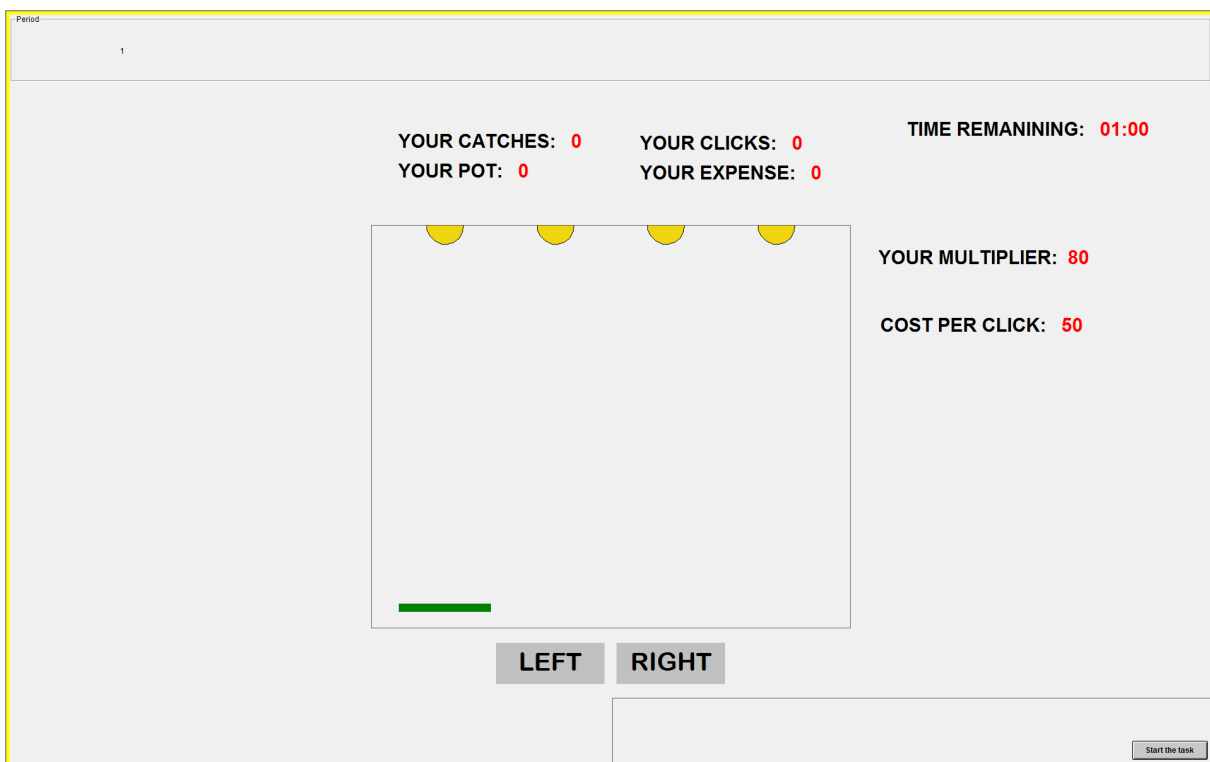 Period
1
YOUR CATCHES: 0
YOUR CLICKS: 0
TIME REMANINING: 01:00
YOUR POT: 0
YOUR EXPENSE: 0
YOUR MULTIPLIER: 80
COST PER CLICK: 50
LEFT
RIGHT
Start the task